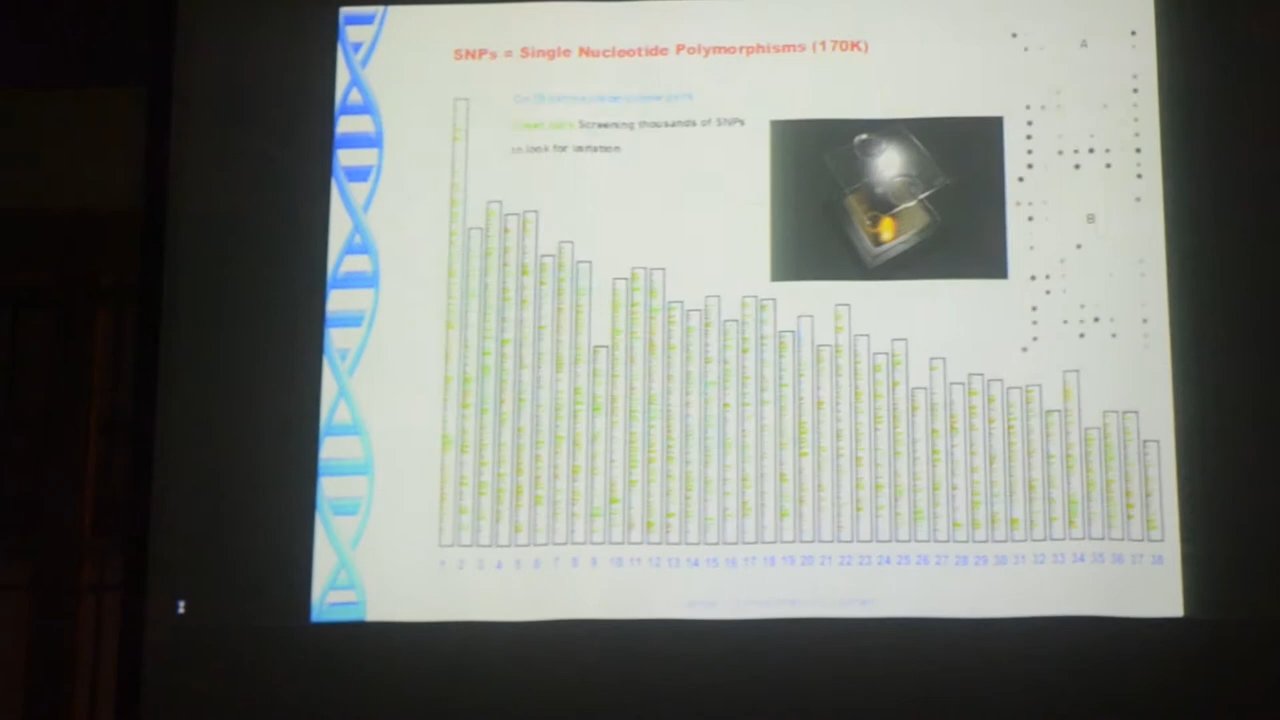 SNPs = Single Nucleotide Polymorphisms (170K)
Screening thousands of SNPs
to look for
A
B
1 2 3 4 5 6 7 8 9 10 11 12 13 14 15 16 17 18 19 20 21 22 23 24 25 26 27 28 29 30 31 32 33 34 35 36 37 38